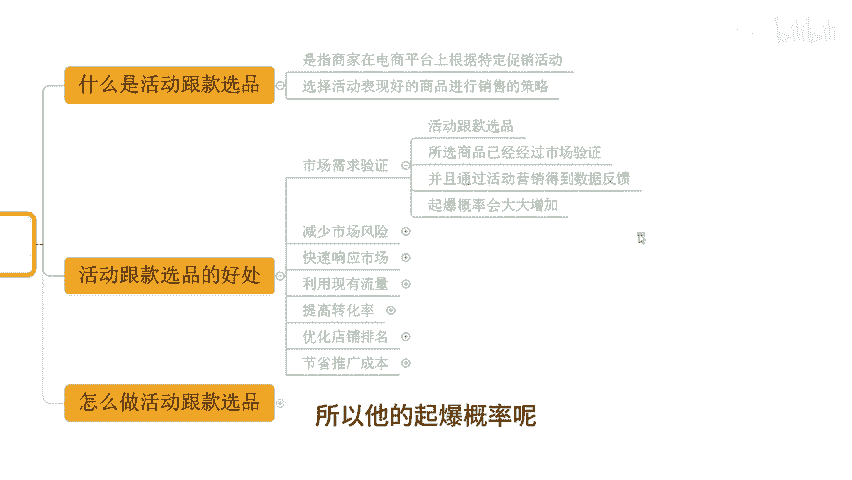 bilibili
是指商家在电商平台上根据特定促销活动
什么是活动跟款选品
选择活动表现好的商品进行销售的策略
活动跟款选品
所选商品已经经过市场验证
市场需求验证
并且通过活动营销得到数据反馈
起爆概率会大大增加
减少市场风险
快速响应市场
活动跟款选品的好处
利用现有流量
提高转化率
优化店铺排名
节省推广成本
怎么做活动跟款选品
所以他的起爆概率呢